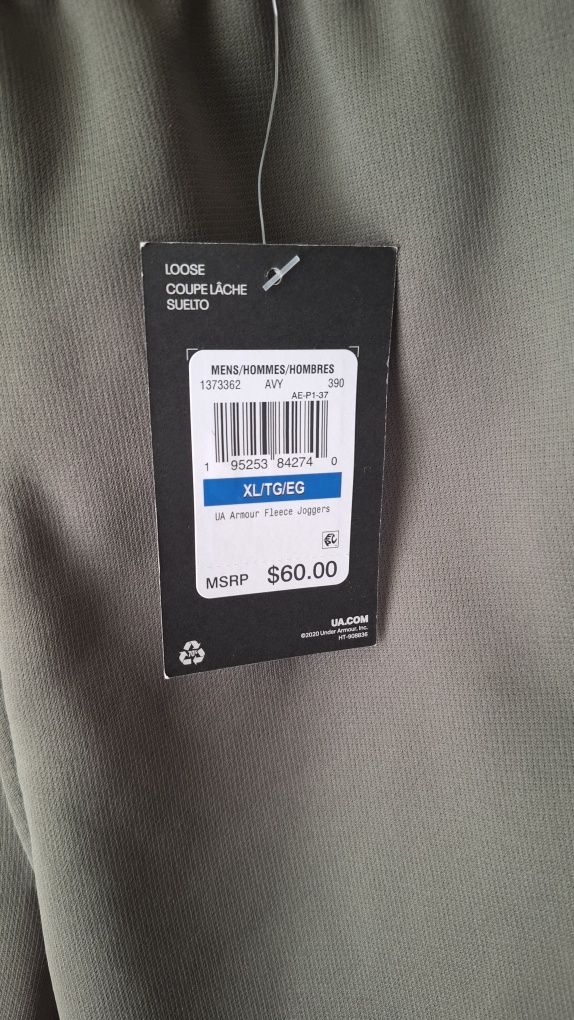 LOOSE
COUPE LÂCHE
SUELTO
MENS/HOMMES/HOMBRES
1373362 AVY 390
AE-P1-37
1 95253 84274 0
XL/TG/EG
UA Armour Fleece Joggers
MSRP $60.00
UA.COM
©2020 Under Armour, Inc.
HT-909836